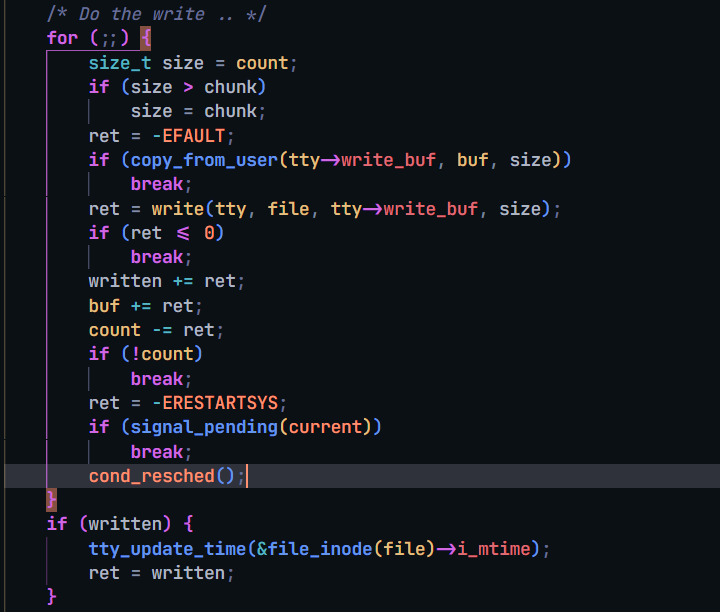 /* Do the write .. */
for (;;) {
size_t size = count;
if (size > chunk)
size = chunk;
ret = -EFAULT;
if (copy_from_user(tty->write_buf, buf, size))
break;
ret = write(tty, file, tty->write_buf, size);
if (ret <= 0)
break;
written += ret;
buf += ret;
count -= ret;
if (!count)
break;
ret = -ERESTARTSYS;
if (signal_pending(current))
break;
cond_resched();
}
if (written) {
tty_update_time(&file_inode(file)->i_mtime);
ret = written;
}